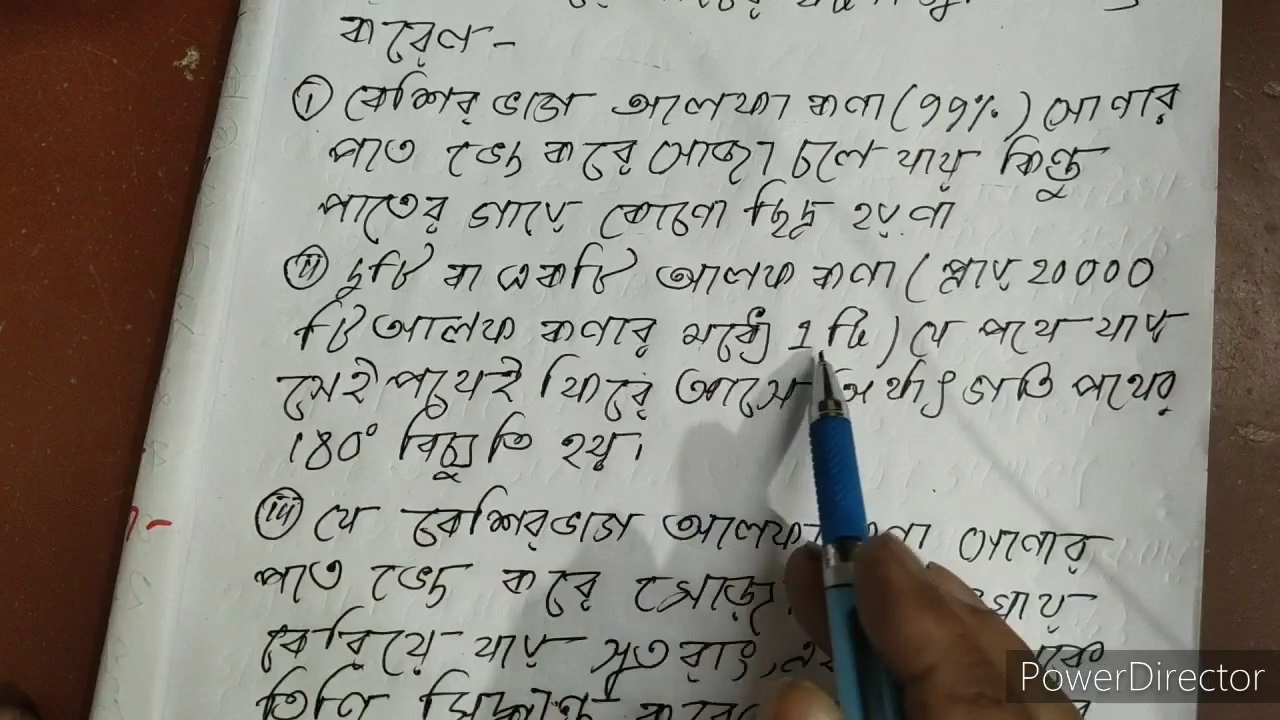 করেন -
(i) বেশির ভাগ আলফা কণা (99%) সোনার
পাত ভেদ করে সোজা চলে যায় কিন্তু
পাতের গায়ে কোনো ছিদ্র হয় না
(ii) দুটি বা একটি আলফা কণা (প্রায় 20000
টি আলফা কণার মধ্যে 1 টি) যে পথে যায়
সেই পথেই ফিরে আসে অর্থাৎ গতি পথের
180° বিচ্যুতি হয়।
(iii) যে বেশিরভাগ আলফা কণা সোনার
পাত ভেদ করে সোজা
বেরিয়ে যায় সুতরাং,
তিনি সিদ্ধান্ত
PowerDirector